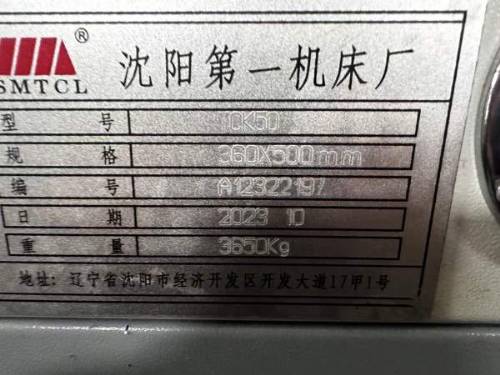 ® 沈阳第一机床厂
SMTCL
型 号 10K50
规 格 360X500mm
编 号 A12322197
日 期 2023 10
重 量 3650Kg
地址: 辽宁省沈阳市经济开发区开发大道17甲1号